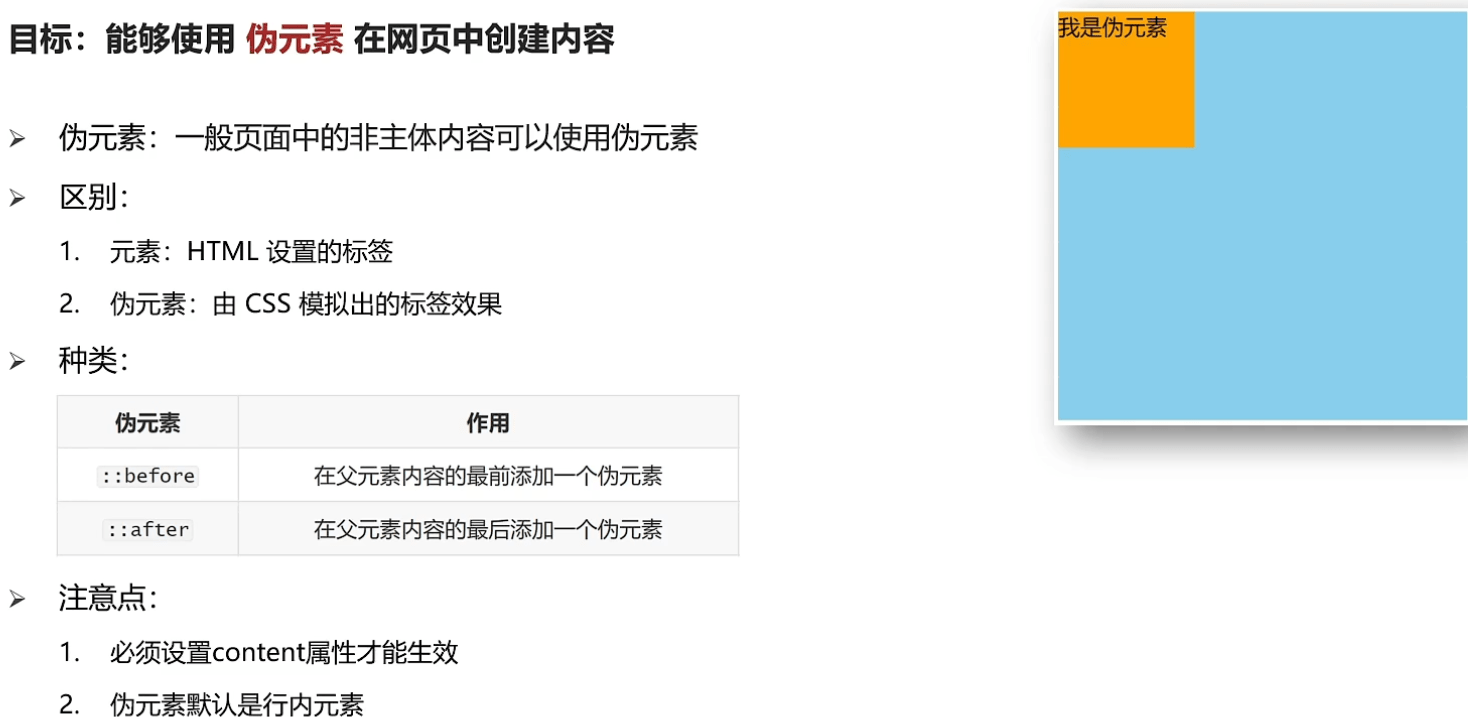 目标：能够使用 伪元素 在网页中创建内容
我是伪元素
伪元素：一般页面中的非主体内容可以使用伪元素
区别：
1. 元素：HTML 设置的标签
2. 伪元素：由 CSS 模拟出的标签效果
种类：
伪元素 作用
::before 在父元素内容的最前添加一个伪元素
::after 在父元素内容的最后添加一个伪元素
注意点：
1. 必须设置content属性才能生效
2. 伪元素默认是行内元素